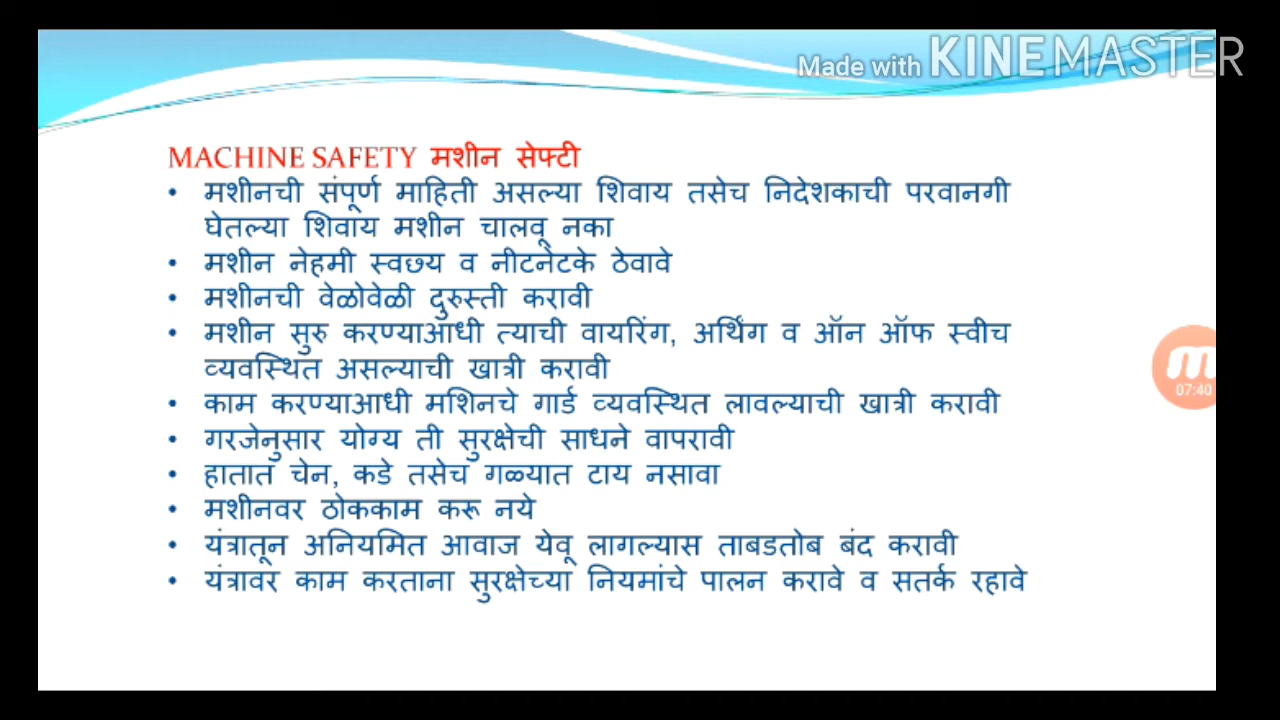 Made with KINEMASTER
MACHINE SAFETY मशीन सेफ्टी
• मशीनची संपूर्ण माहिती असल्या शिवाय तसेच निदेशकाची परवानगी
घेतल्या शिवाय मशीन चालवू नका
• मशीन नेहमी स्वछ्य व नीटनेटके ठेवावे
• मशीनची वेळोवेळी दुरुस्ती करावी
• मशीन सुरु करण्याआधी त्याची वायरिंग, अर्थिंग व ऑन ऑफ स्वीच
व्यवस्थित असल्याची खात्री करावी
• काम करण्याआधी मशिनचे गार्ड व्यवस्थित लावल्याची खात्री करावी
• गरजेनुसार योग्य ती सुरक्षेची साधने वापरावी
• हातात चेन, कडे तसेच गळ्यात टाय नसावा
• मशीनवर ठोककाम करू नये
• यंत्रातून अनियमित आवाज येवू लागल्यास ताबडतोब बंद करावी
• यंत्रावर काम करताना सुरक्षेच्या नियमांचे पालन करावे व सतर्क रहावे
07:40